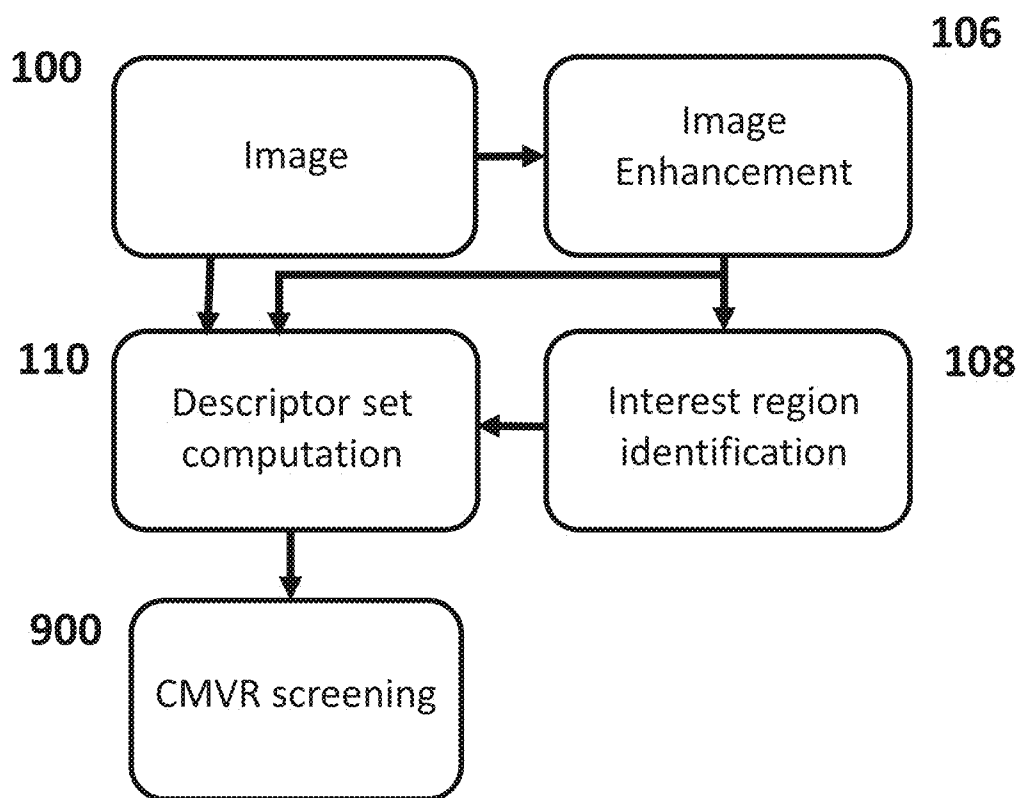 106
100
Image
Image
Enhancement
110
108
Descriptor set
computation
Interest region
identification
900
CMVR screening